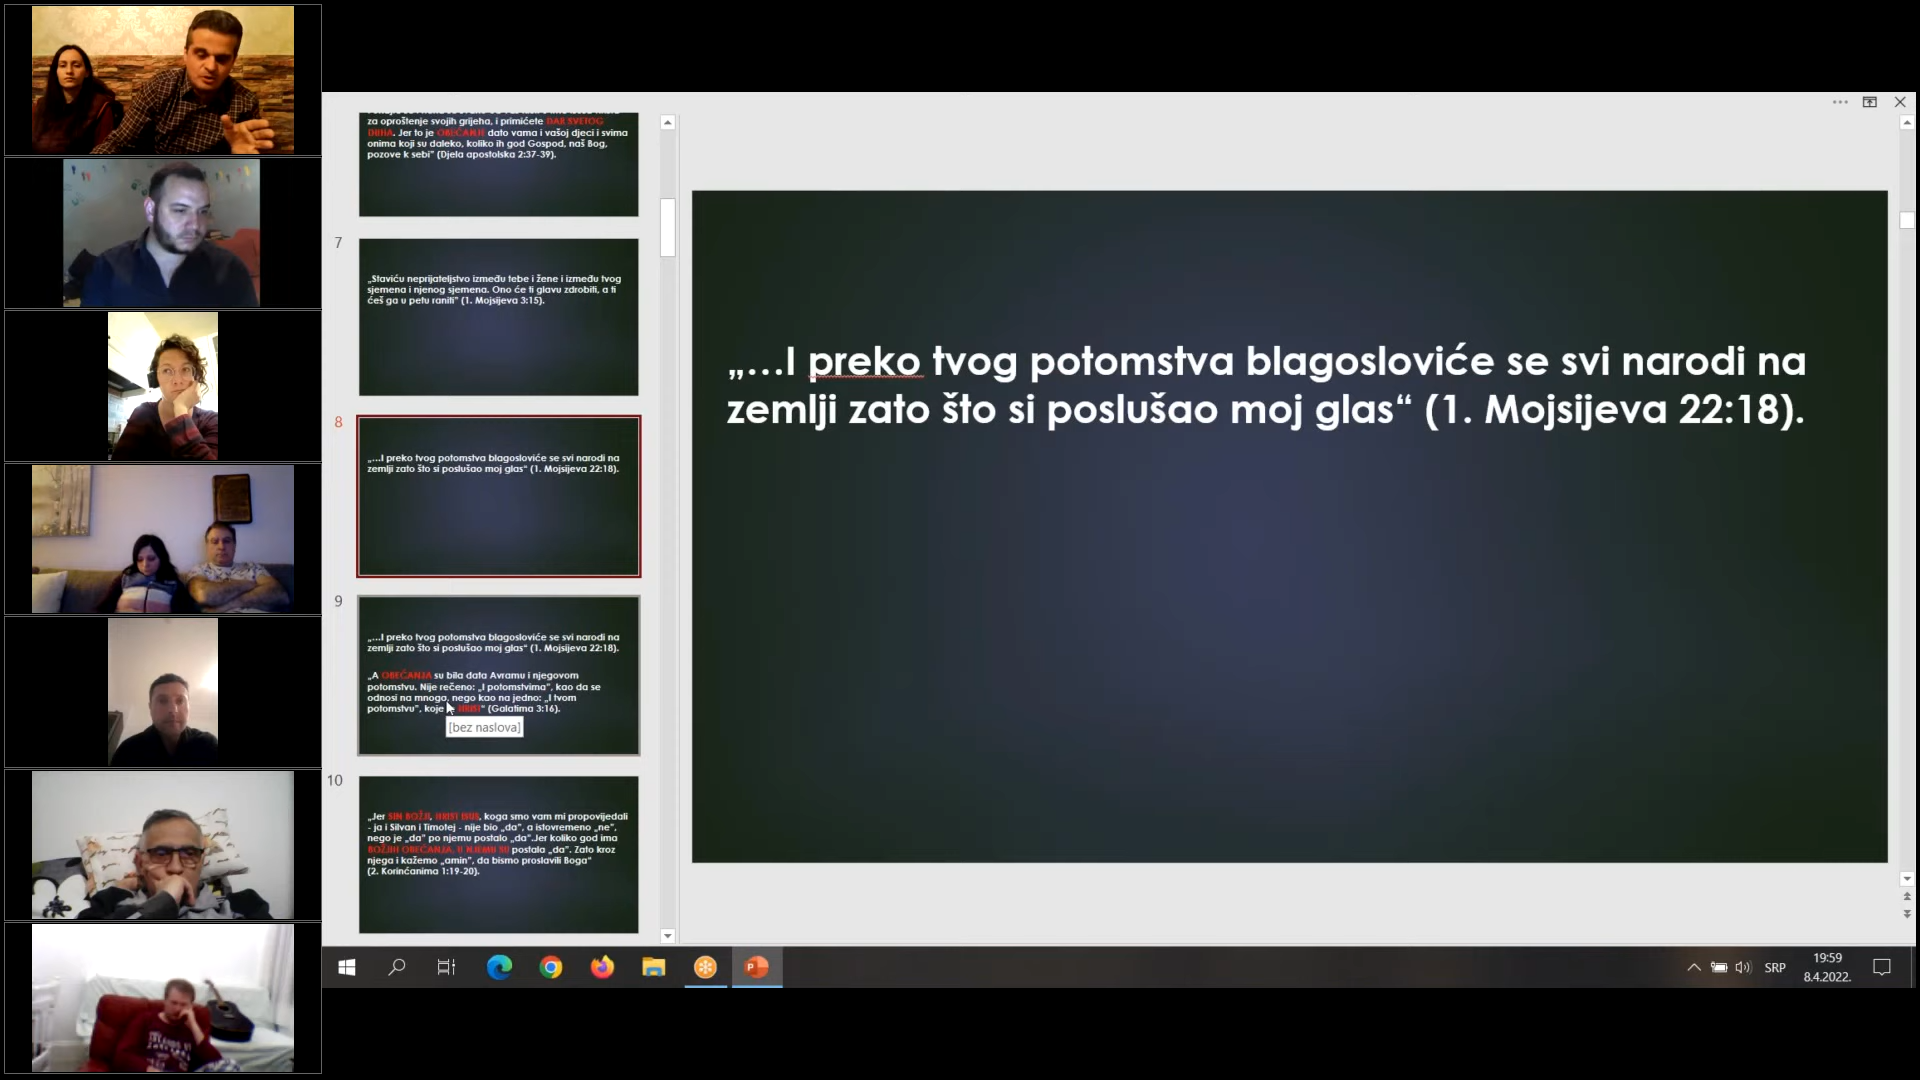 za oproštenje svojih grijeha, i primićete DAR SVETOG
DUHA. Jer to je OBEĆANJE dato vama i vašoj djeci i svima
onima koji su daleko, koliko ih god Gospod, naš Bog,
pozove k sebi" (Djela apostolska 2:37-39).
7
„Staviću neprijateljstvo između tebe i žene i između tvog
sjemena i njenog sjemena. Ono će ti glavu zdrobiti, a ti
ćeš ga u petu raniti" (1. Mojsijeva 3:15).
8
„…I preko tvog potomstva blagosloviće se svi narodi na
zemlji zato što si poslušao moj glas“ (1. Mojsijeva 22:18).
9
„…I preko tvog potomstva blagosloviće se svi narodi na
zemlji zato što si poslušao moj glas“ (1. Mojsijeva 22:18).
„A OBEĆANJA su bila data Avramu i njegovom
potomstvu. Nije rečeno: „I potomstvima", kao da se
odnosi na mnoga, nego kao na jedno: „I tvom
potomstvu", koje je HRIST" (Galatima 3:16).
[bez naslova]
10
„Jer SIN BOŽJI, HRIST ISUS, koga smo vam mi propovijedali
- ja i Silvan i Timotej - nije bio „da", a istovremeno „ne",
nego je „da" po njemu postalo „da".Jer koliko god ima
BOŽJIH OBEĆANJA, U NJEMU SU postala „da". Zato kroz
njega i kažemo „amin", da bismo proslavili Boga"
(2. Korinćanima 1:19-20).
„…I preko tvog potomstva blagosloviće se svi narodi na
zemlji zato što si poslušao moj glas“ (1. Mojsijeva 22:18).
SRP
19:59
8.4.2022.